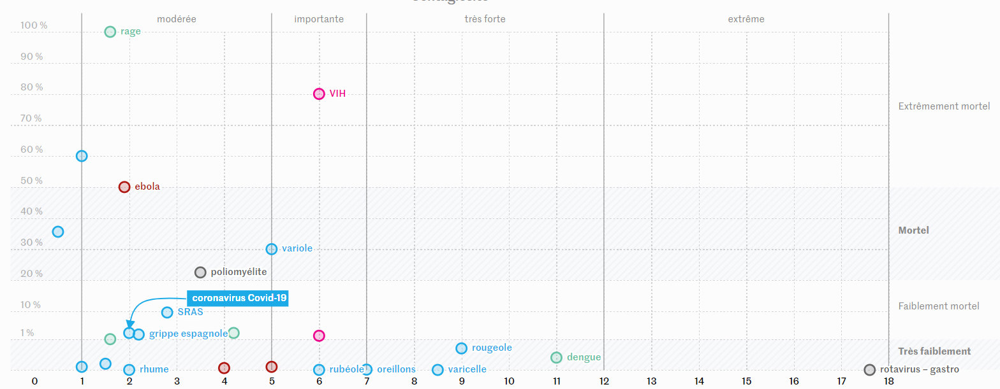 modérée importante très forte extrême
100 %
rage
90 %
80 %
VIH
Extrêmement mortel
70 %
60 %
50 %
ebola
40 %
Mortel
30 %
variole
20 %
poliomyélite
coronavirus Covid-19
10 %
SRAS
Faiblement mortel
1 %
grippe espagnole
rougeole
Très faiblement
dengue
rhume
rubéole
oreillons
varicelle
rotavirus – gastro
0 1 2 3 4 5 6 7 8 9 10 11 12 13 14 15 16 17 18